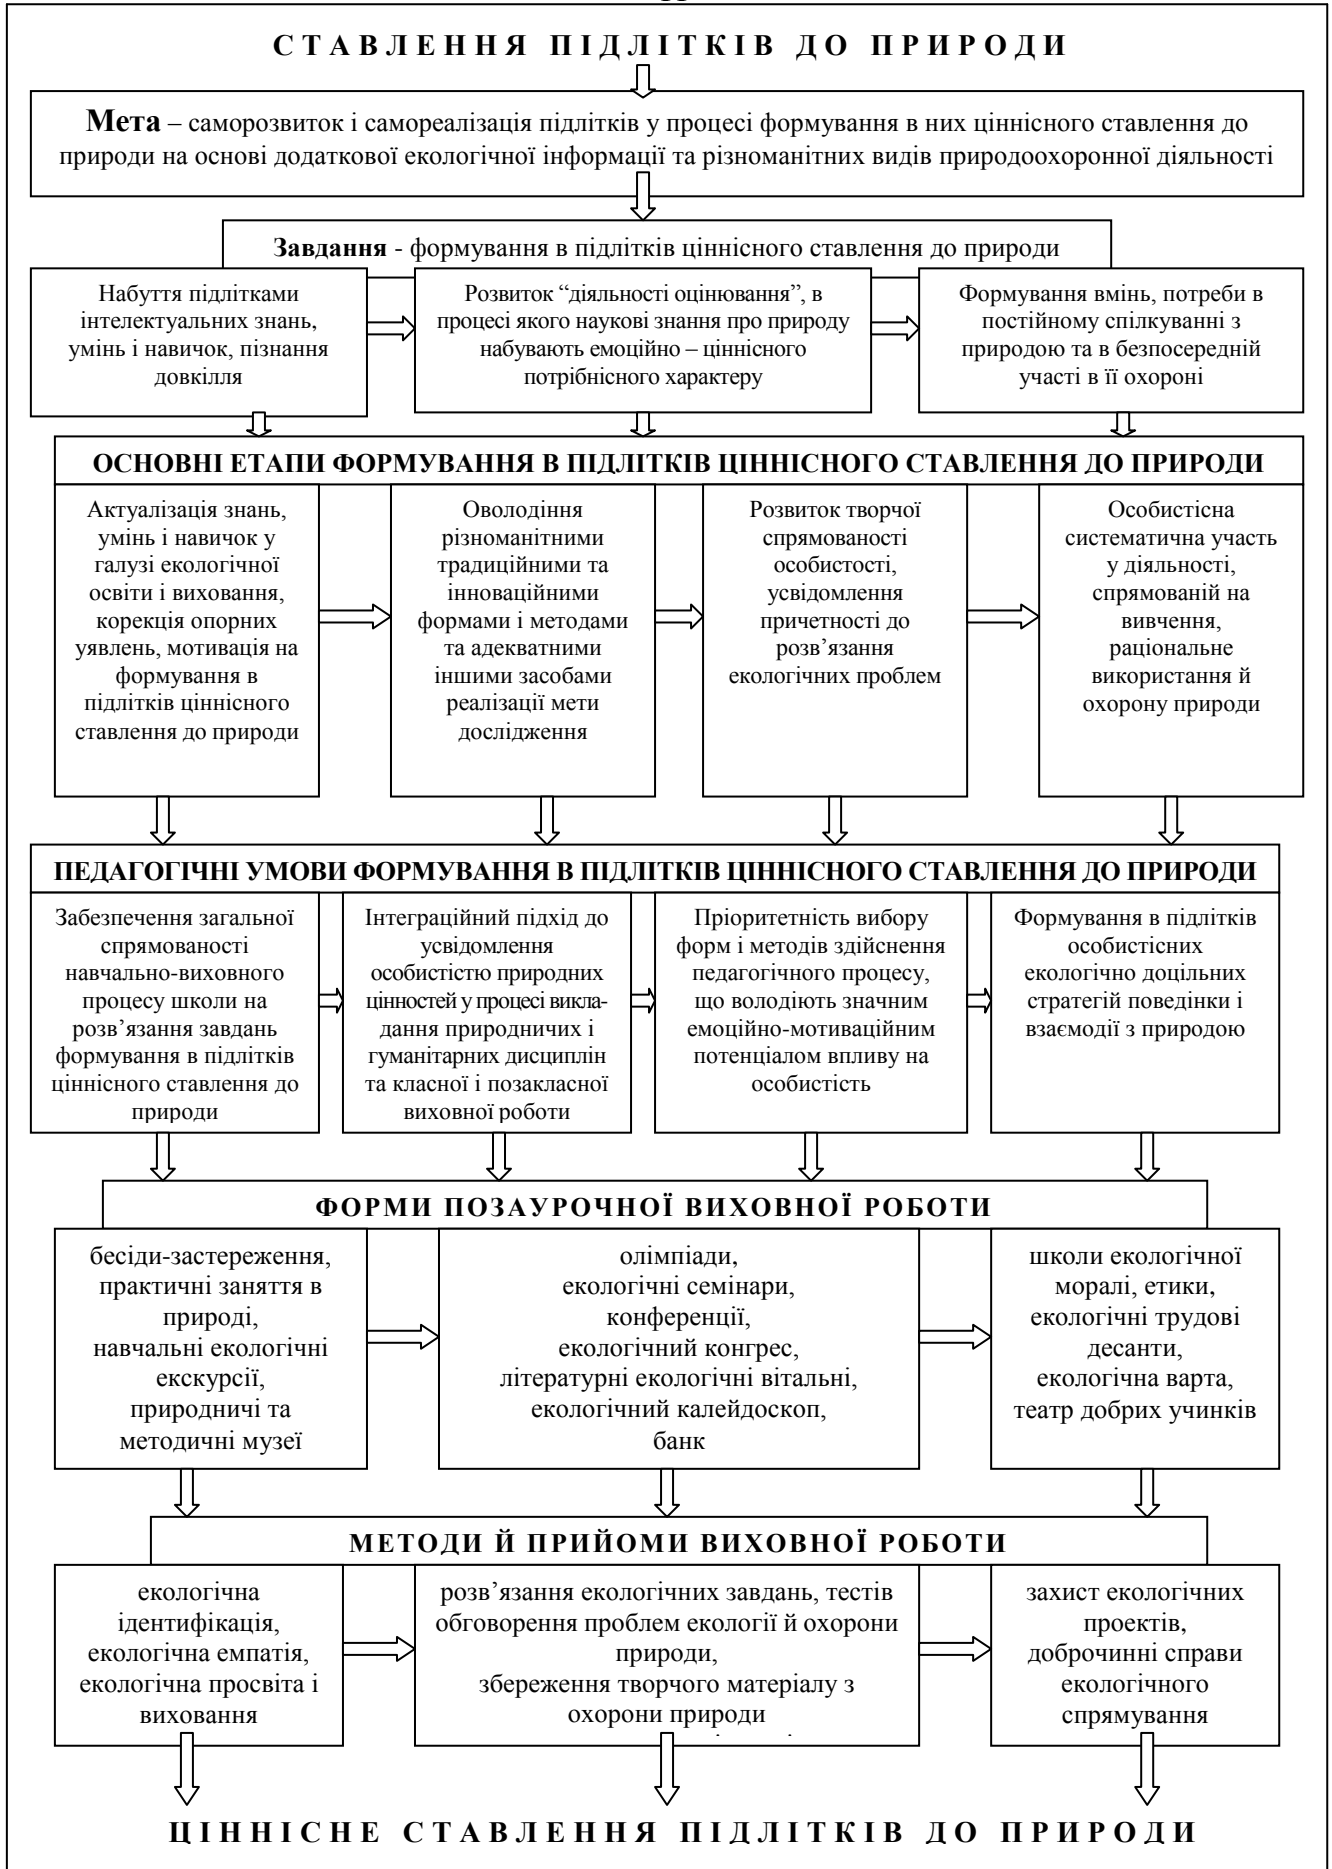 СТАВЛЕННЯ ПІДЛІТКІВ ДО ПРИРОДИ
Мета – саморозвиток і самореалізація підлітків у процесі формування в них ціннісного ставлення до
природи на основі додаткової екологічної інформації та різноманітних видів природоохоронної діяльності
Завдання - формування в підлітків ціннісного ставлення до природи
Набуття підлітками
інтелектуальних знань,
умінь і навичок, пізнання
довкілля
Розвиток “діяльності оцінювання”, в
процесі якого наукові знання про природу
набувають емоційно – ціннісного
потрібнісного характеру
Формування вмінь, потреби в
постійному спілкуванні з
природою та в безпосередній
участі в її охороні
ОСНОВНІ ЕТАПИ ФОРМУВАННЯ В ПІДЛІТКІВ ЦІННІСНОГО СТАВЛЕННЯ ДО ПРИРОДИ
Актуалізація знань,
умінь і навичок у
галузі екологічної
освіти і виховання,
корекція опорних
уявлень, мотивація на
формування в
підлітків ціннісного
ставлення до природи
Оволодіння
різноманітними
традиційними та
інноваційними
формами і методами
та адекватними
іншими засобами
реалізації мети
дослідження
Розвиток творчої
спрямованості
особистості,
усвідомлення
причетності до
розв’язання
екологічних проблем
Особистісна
систематична участь
у діяльності,
спрямованій на
вивчення,
раціональне
використання й
охорону природи
ПЕДАГОГІЧНІ УМОВИ ФОРМУВАННЯ В ПІДЛІТКІВ ЦІННІСНОГО СТАВЛЕННЯ ДО ПРИРОДИ
Забезпечення загальної
спрямованості
навчально-виховного
процесу школи на
розв’язання завдань
формування в підлітків
ціннісного ставлення до
природи
Інтеграційний підхід до
усвідомлення
особистістю природних
цінностей у процесі викла-
дання природничих і
гуманітарних дисциплін
та класної і позакласної
виховної роботи
Пріоритетність вибору
форм і методів здійснення
педагогічного процесу,
що володіють значним
емоційно-мотиваційним
потенціалом впливу на
особистість
Формування в підлітків
особистісних
екологічно доцільних
стратегій поведінки і
взаємодії з природою
ФОРМИ ПОЗАУРОЧНОЇ ВИХОВНОЇ РОБОТИ
бесіди-застереження,
практичні заняття в
природі,
навчальні екологічні
екскурсії,
природничі та
методичні музеї
олімпіади,
екологічні семінари,
конференції,
екологічний конгрес,
літературні екологічні вітальні,
екологічний калейдоскоп,
банк
школи екологічної
моралі, етики,
екологічні трудові
десанти,
екологічна варта,
театр добрих учинків
МЕТОДИ Й ПРИЙОМИ ВИХОВНОЇ РОБОТИ
екологічна
ідентифікація,
екологічна емпатія,
екологічна просвіта і
виховання
розв’язання екологічних завдань, тестів
обговорення проблем екології й охорони
природи,
збереження творчого матеріалу з
охорони природи
захист екологічних
проектів,
доброчинні справи
екологічного
спрямування
ЦІННІСНЕ СТАВЛЕННЯ ПІДЛІТКІВ ДО ПРИРОДИ